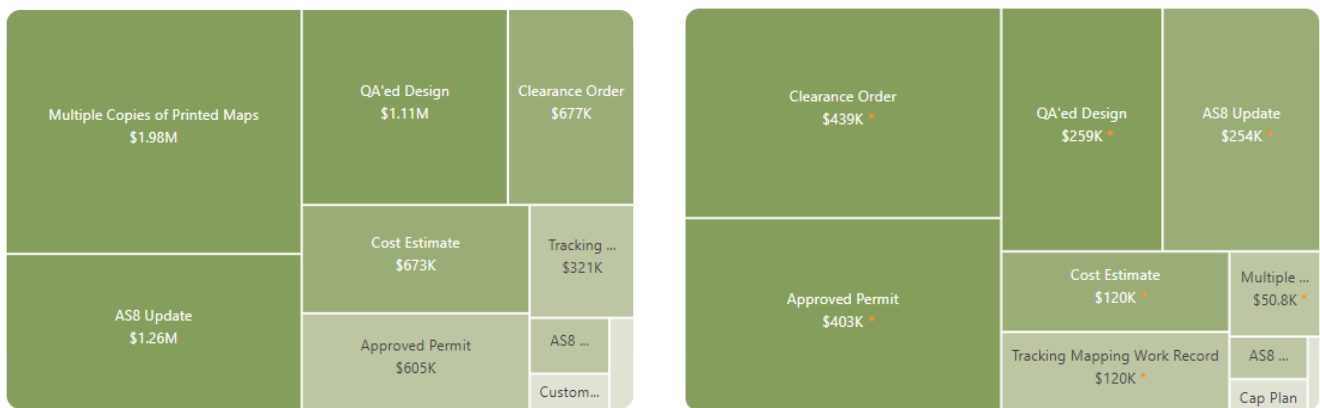 Multiple Copies of Printed Maps
$1.98M
QA'ed Design
$1.11M
Clearance Order
$677K
Cost Estimate
$673K
Tracking ...
$321K
AS8 Update
$1.26M
Approved Permit
$605K
AS8 ...
Custom...
Clearance Order
$439K *
QA'ed Design
$259K *
AS8 Update
$254K *
Approved Permit
$403K *
Cost Estimate
$120K *
Multiple ...
$50.8K *
Tracking Mapping Work Record
$120K *
AS8 ...
Cap Plan